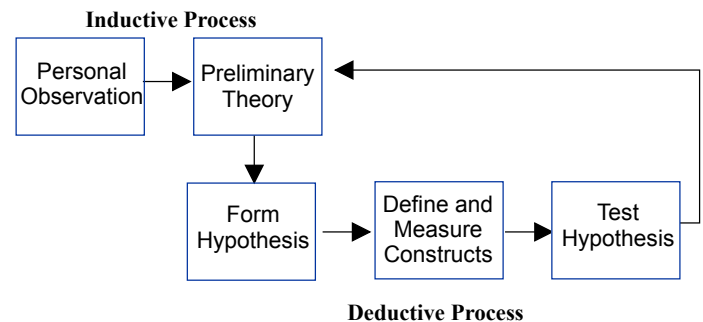 Inductive Process
Personal
Observation
Preliminary
Theory
Form
Hypothesis
Define and
Measure
Constructs
Test
Hypothesis
Deductive Process